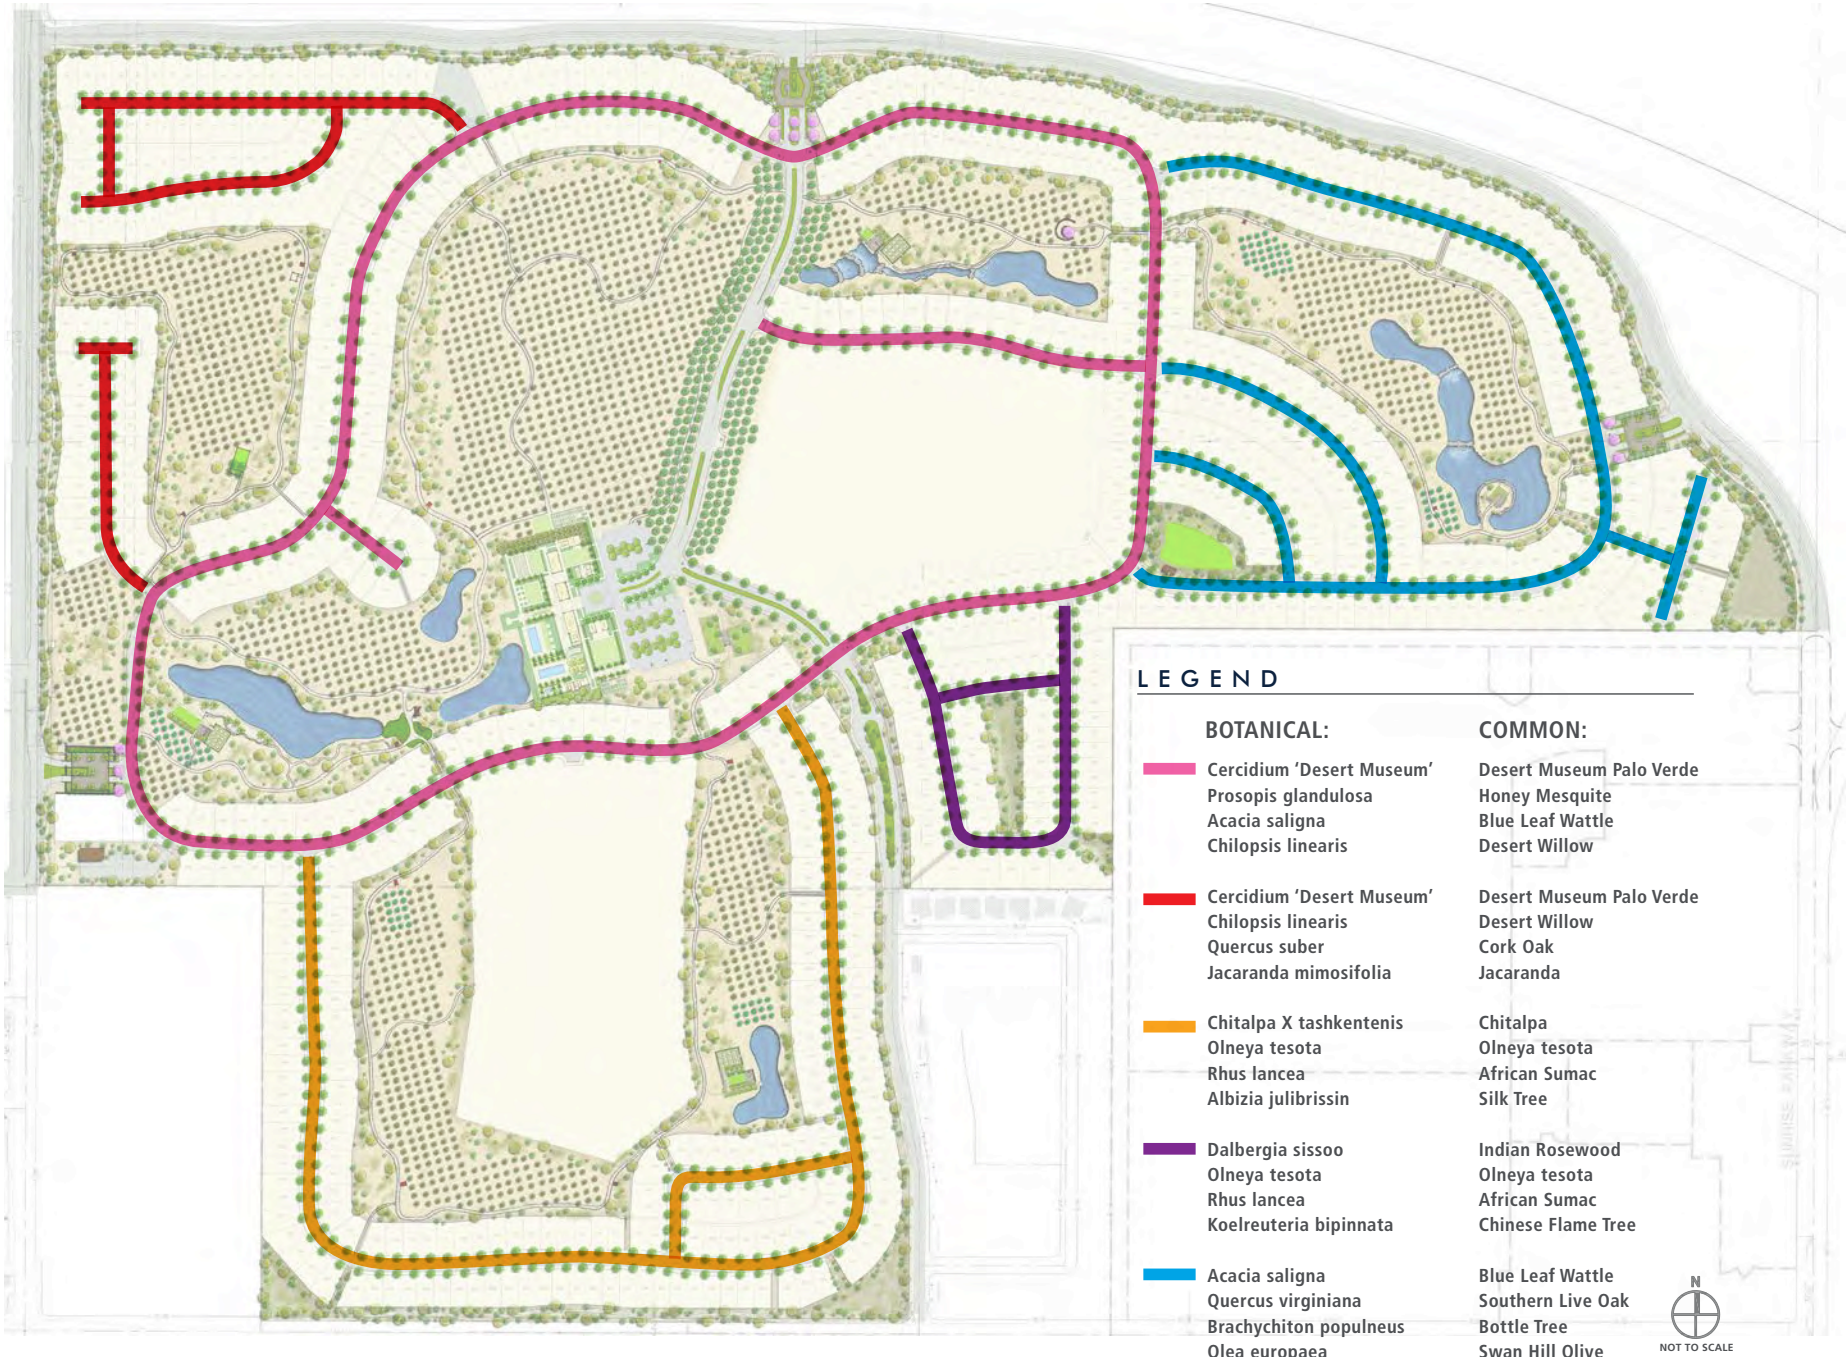 LEGEND
BOTANICAL: COMMON:
Cercidium ‘Desert Museum’ Desert Museum Palo Verde
Prosopis glandulosa Honey Mesquite
Acacia saligna Blue Leaf Wattle
Chilopsis linearis Desert Willow
Cercidium ‘Desert Museum’ Desert Museum Palo Verde
Chilopsis linearis Desert Willow
Quercus suber Cork Oak
Jacaranda mimosifolia Jacaranda
Chitalpa X tashkentenis Chitalpa
Olneya tesota Olneya tesota
Rhus lancea African Sumac
Albizia julibrissin Silk Tree
Dalbergia sissoo Indian Rosewood
Olneya tesota Olneya tesota
Rhus lancea African Sumac
Koelreuteria bipinnata Chinese Flame Tree
Acacia saligna Blue Leaf Wattle
Quercus virginiana Southern Live Oak
Brachychiton populneus Bottle Tree
Olea europaea Swan Hill Olive
N
NOT TO SCALE
SUNRISE PARKWAY